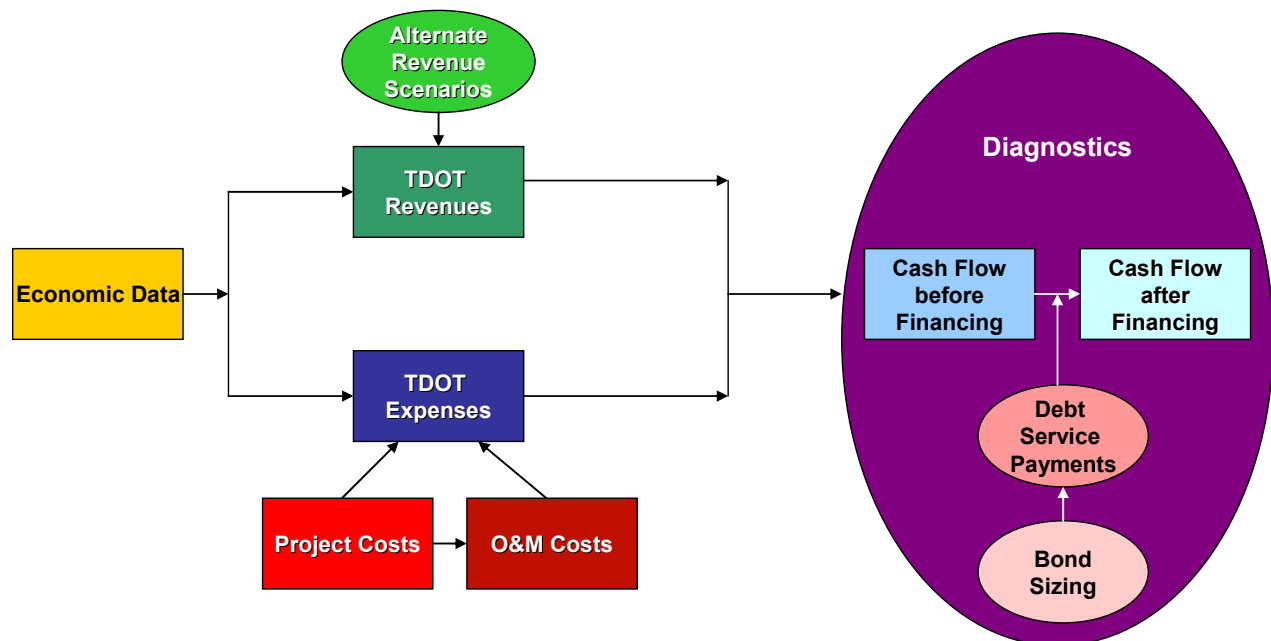 Alternate
Revenue
Scenarios
TDOT
Revenues
Economic Data
TDOT
Expenses
Project Costs
O&M Costs
Diagnostics
Cash Flow
before
Financing
Cash Flow
after
Financing
Debt
Service
Payments
Bond
Sizing